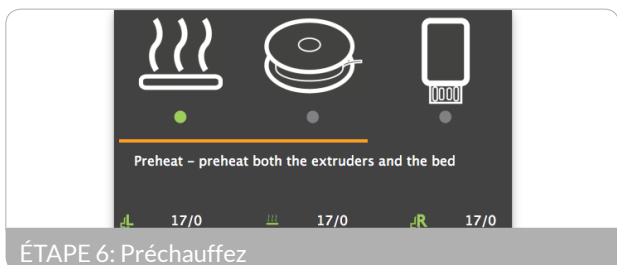 Preheat – preheat both the extruders and the bed
L 17/0 17/0 R 17/0
ÉTAPE 6: Préchauffez